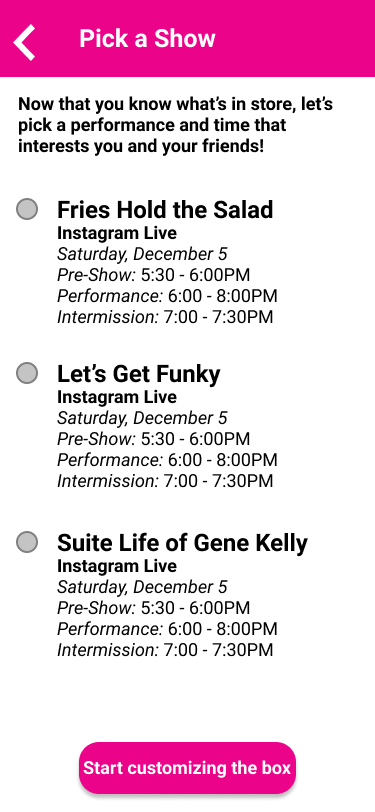 Pick a Show
Now that you know what’s in store, let’s
pick a performance and time that
interests you and your friends!
Fries Hold the Salad
Instagram Live
Saturday, December 5
Pre-Show: 5:30 - 6:00PM
Performance: 6:00 - 8:00PM
Intermission: 7:00 - 7:30PM
Let’s Get Funky
Instagram Live
Saturday, December 5
Pre-Show: 5:30 - 6:00PM
Performance: 6:00 - 8:00PM
Intermission: 7:00 - 7:30PM
Suite Life of Gene Kelly
Instagram Live
Saturday, December 5
Pre-Show: 5:30 - 6:00PM
Performance: 6:00 - 8:00PM
Intermission: 7:00 - 7:30PM
Start customizing the box